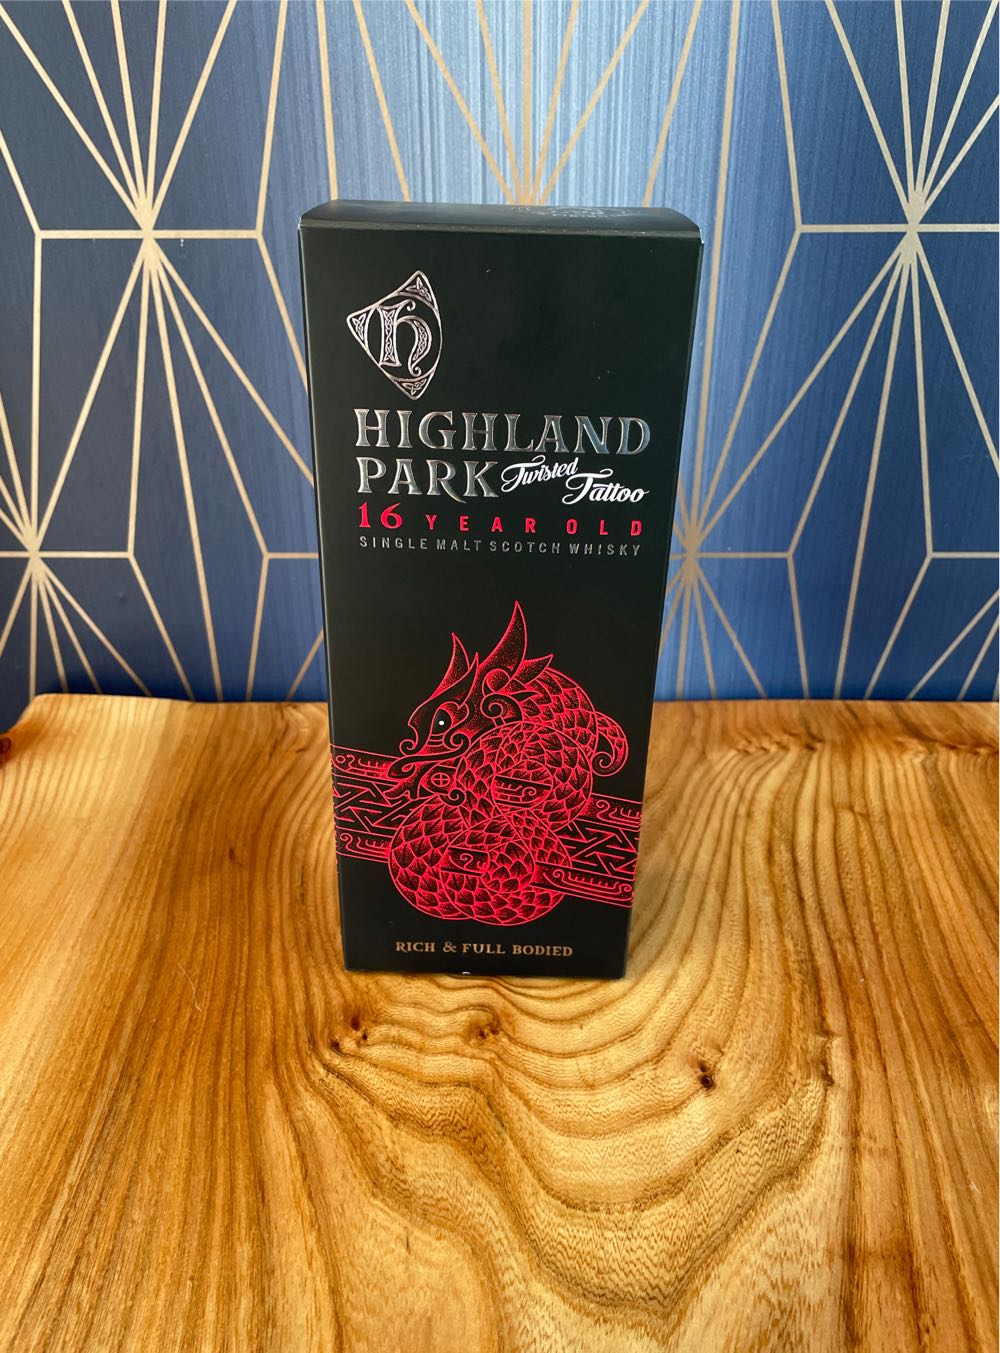 h
HIGHLAND
PARK Twisted Tattoo
16 YEAR OLD
SINGLE MALT SCOTCH WHISKY
RICH & FULL BODIED